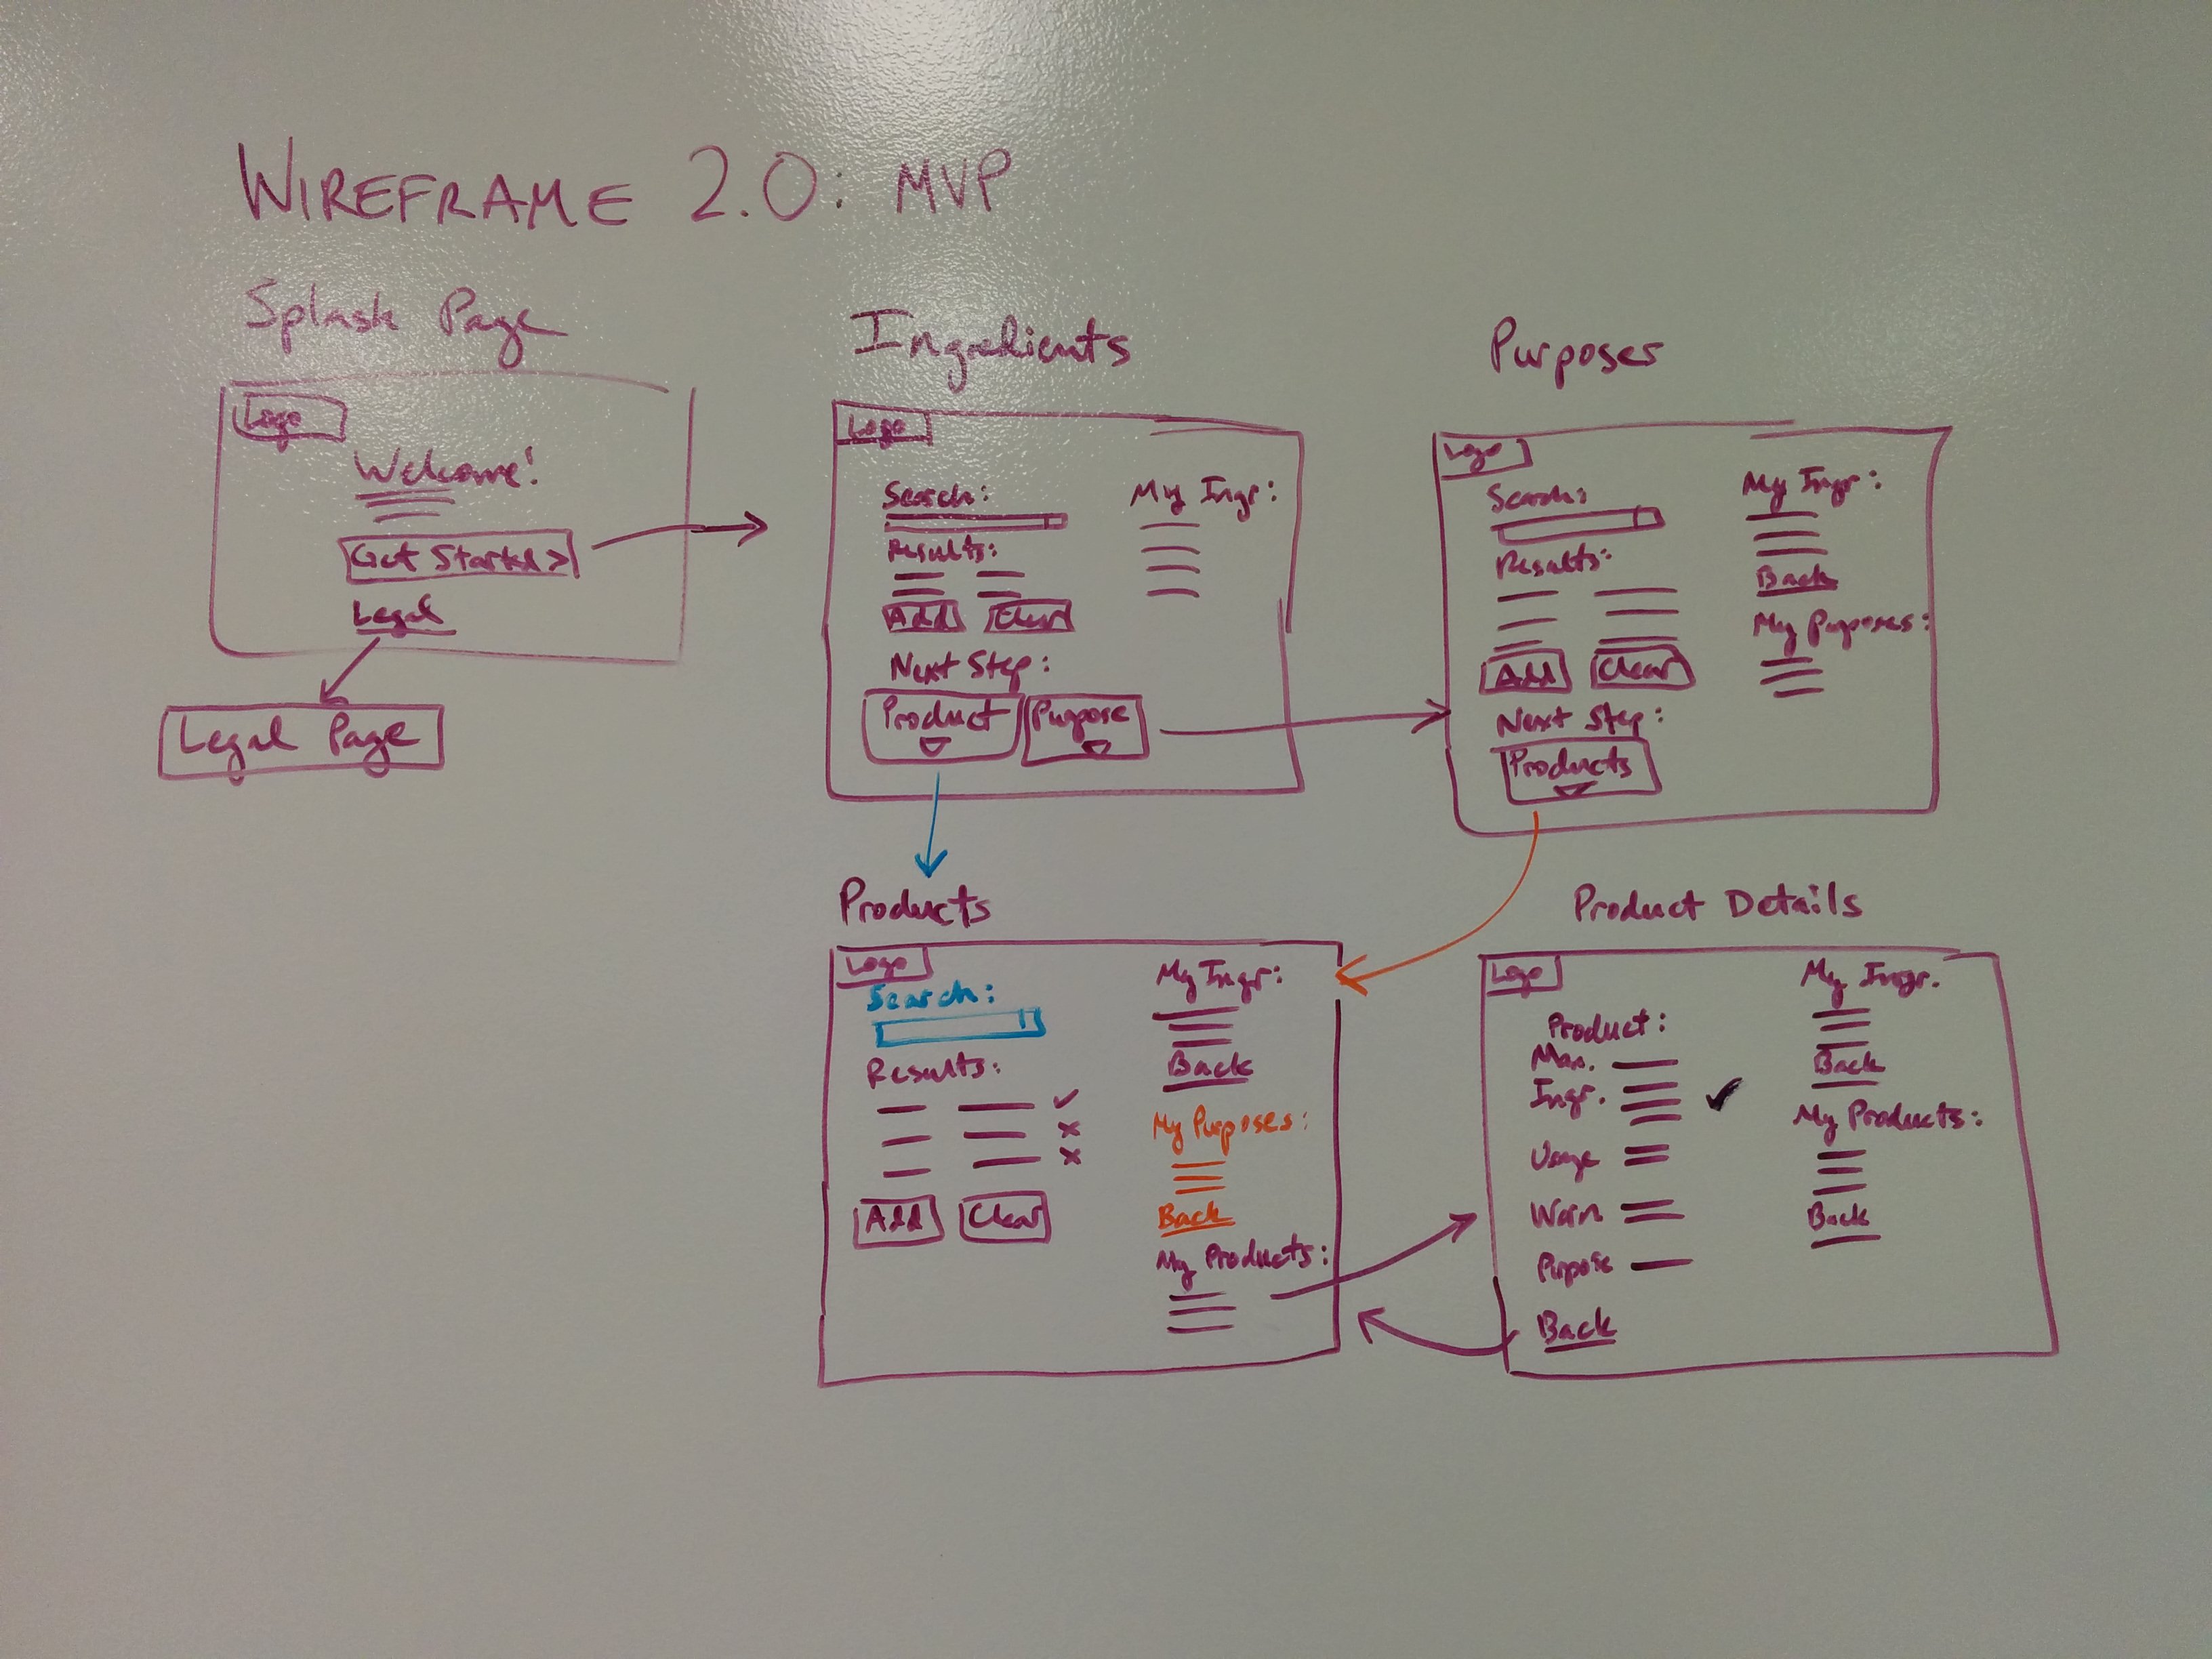 WIREFRAME 2.0: MVP
Splash Page
Logo
Welcome!
Get Started >
Legal
Legal Page
Ingredients
Logo
Search:
Results:
Add Clear
Next Step:
Product Purpose
My Ingr:
Purposes
Logo
Search:
Results:
Add Clear
Next Step:
Products
My Ingr:
Back
My Purposes:
Products
Logo
Search:
Results:
Add Clear
My Ingr:
Back
My Purposes:
Back
My Products:
Product Details
Logo
Product:
Man.
Ingr.
Usage
Warn
Purpose
Back
My Ingr.
Back
My Products:
Back